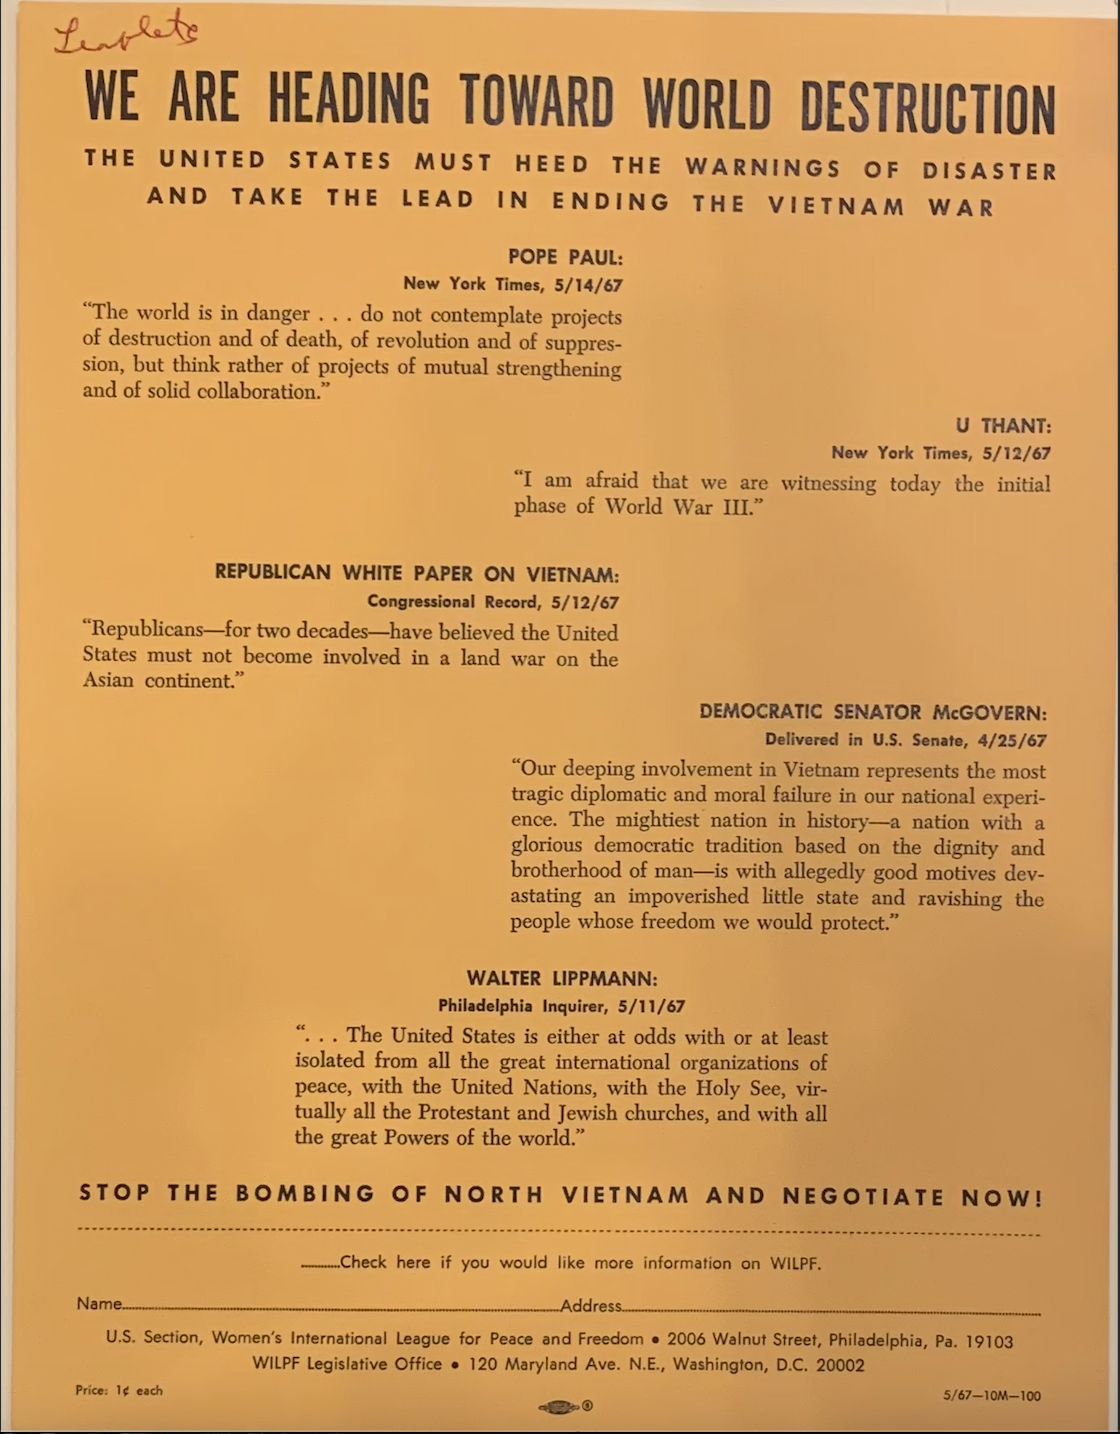 Leaflets
WE ARE HEADING TOWARD WORLD DESTRUCTION
THE UNITED STATES MUST HEED THE WARNINGS OF DISASTER
AND TAKE THE LEAD IN ENDING THE VIETNAM WAR
POPE PAUL:
New York Times, 5/14/67
“The world is in danger . . . do not contemplate projects
of destruction and of death, of revolution and of suppres-
sion, but think rather of projects of mutual strengthening
and of solid collaboration.”
U THANT:
New York Times, 5/12/67
“I am afraid that we are witnessing today the initial
phase of World War III.”
REPUBLICAN WHITE PAPER ON VIETNAM:
Congressional Record, 5/12/67
“Republicans—for two decades—have believed the United
States must not become involved in a land war on the
Asian continent.”
DEMOCRATIC SENATOR McGOVERN:
Delivered in U.S. Senate, 4/25/67
“Our deeping involvement in Vietnam represents the most
tragic diplomatic and moral failure in our national experi-
ence. The mightiest nation in history—a nation with a
glorious democratic tradition based on the dignity and
brotherhood of man—is with allegedly good motives dev-
astating an impoverished little state and ravishing the
people whose freedom we would protect.”
WALTER LIPPMANN:
Philadelphia Inquirer, 5/11/67
“. . . The United States is either at odds with or at least
isolated from all the great international organizations of
peace, with the United Nations, with the Holy See, vir-
tually all the Protestant and Jewish churches, and with all
the great Powers of the world.”
STOP THE BOMBING OF NORTH VIETNAM AND NEGOTIATE NOW!
..........Check here if you would like more information on WILPF.
Name....................Address....................
U.S. Section, Women's International League for Peace and Freedom • 2006 Walnut Street, Philadelphia, Pa. 19103
WILPF Legislative Office • 120 Maryland Ave. N.E., Washington, D.C. 20002
Price: 1¢ each
5/67—10M—100